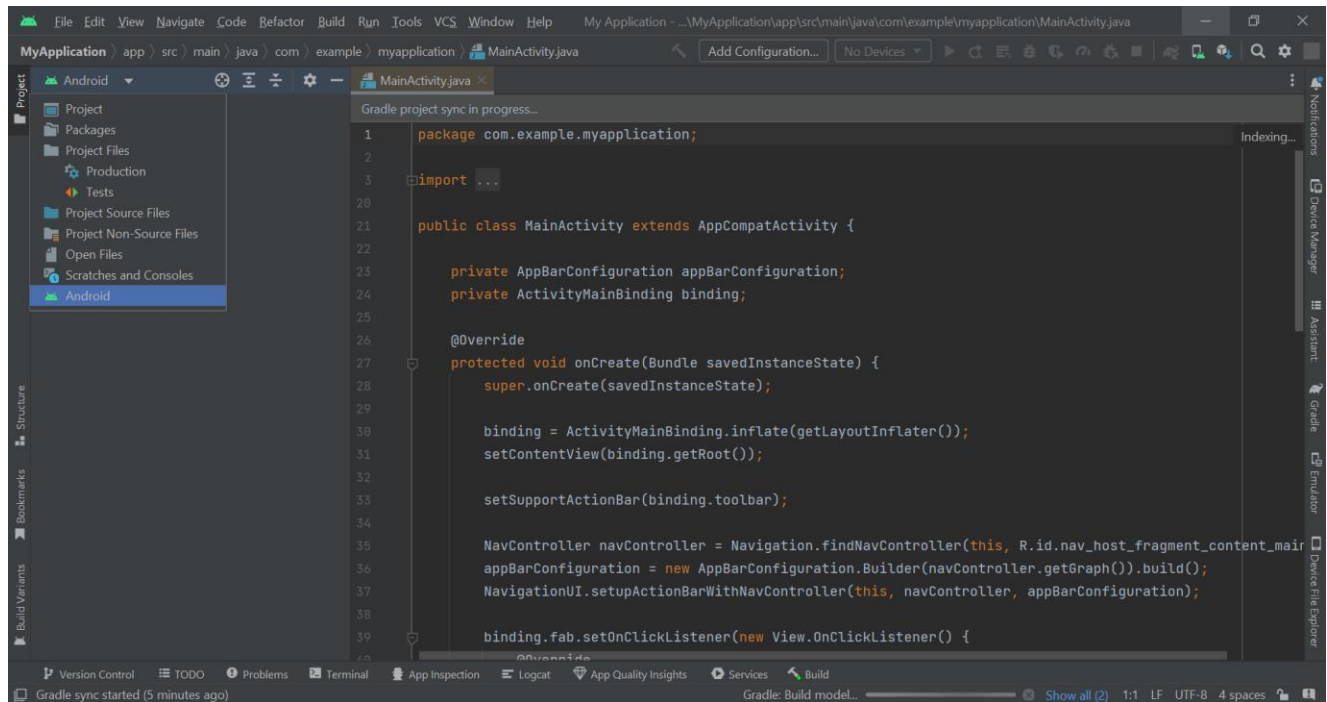 File Edit View Navigate Code Refactor Build Run Tools VCS Window Help My Application - ...\MyApplication\app\src\main\java\com\example\myapplication\MainActivity.java
MyApplication app src main java com example myapplication MainActivity.java Add Configuration... No Devices
Project
Android
MainActivity.java
Project
Packages
Project Files
Production
Tests
Project Source Files
Project Non-Source Files
Open Files
Scratches and Consoles
Android
Structure
Bookmarks
Build Variants
Gradle project sync in progress...
Indexing...
1 package com.example.myapplication;
2
3 import ...
20
21 public class MainActivity extends AppCompatActivity {
22
23 private AppBarConfiguration appBarConfiguration;
24 private ActivityMainBinding binding;
25
26 @Override
27 protected void onCreate(Bundle savedInstanceState) {
28 super.onCreate(savedInstanceState);
29
30 binding = ActivityMainBinding.inflate(getLayoutInflater());
31 setContentView(binding.getRoot());
32
33 setSupportActionBar(binding.toolbar);
34
35 NavController navController = Navigation.findNavController(this, R.id.nav_host_fragment_content_main
36 appBarConfiguration = new AppBarConfiguration.Builder(navController.getGraph()).build();
37 NavigationUI.setupActionBarWithNavController(this, navController, appBarConfiguration);
38
39 binding.fab.setOnClickListener(new View.OnClickListener() {
40 @Override
Notifications
Device Manager
Assistant
Gradle
Emulator
Device File Explorer
Version Control TODO Problems Terminal App Inspection Logcat App Quality Insights Services Build
Gradle sync started (5 minutes ago) Gradle: Build model... Show all (2) 1:1 LF UTF-8 4 spaces